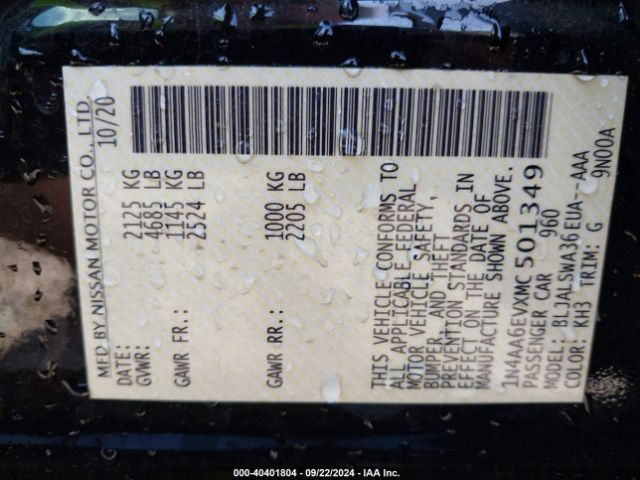 MFD BY NISSAN MOTOR CO., LTD.
DATE: 10/20
GVWR: 2125 KG
4685 LB
GAWR FR.: 1145 KG
2524 LB
GAWR RR.: 1000 KG
2205 LB
THIS VEHICLE CONFORMS TO
ALL APPLICABLE FEDERAL
MOTOR VEHICLE SAFETY,
BUMPER, AND THEFT
PREVENTION STANDARDS IN
EFFECT ON THE DATE OF
MANUFACTURE SHOWN ABOVE.
1N4AA6EVXMC501349
PASSENGER CAR 960
MODEL: BLJALSWA36EUA--AAA
COLOR: KH3 TRIM: G 9N00A
000-40401804 - 09/22/2024 - IAA Inc.